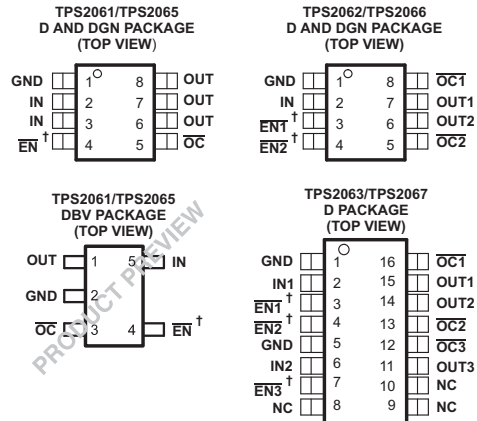 TPS2061/TPS2065
D AND DGN PACKAGE
(TOP VIEW)
GND 1 8 OUT
IN 2 7 OUT
IN 3 6 OUT
EN † 4 5 OC
TPS2062/TPS2066
D AND DGN PACKAGE
(TOP VIEW)
GND 1 8 OC1
IN 2 7 OUT1
EN1 † 3 6 OUT2
EN2 † 4 5 OC2
TPS2061/TPS2065
DBV PACKAGE
(TOP VIEW)
OUT 1 5 IN
GND 2
OC 3 4 EN †
PRODUCT PREVIEW
TPS2063/TPS2067
D PACKAGE
(TOP VIEW)
GND 1 16 OC1
IN1 2 15 OUT1
EN1 † 3 14 OUT2
EN2 † 4 13 OC2
GND 5 12 OC3
IN2 6 11 OUT3
EN3 † 7 10 NC
NC 8 9 NC